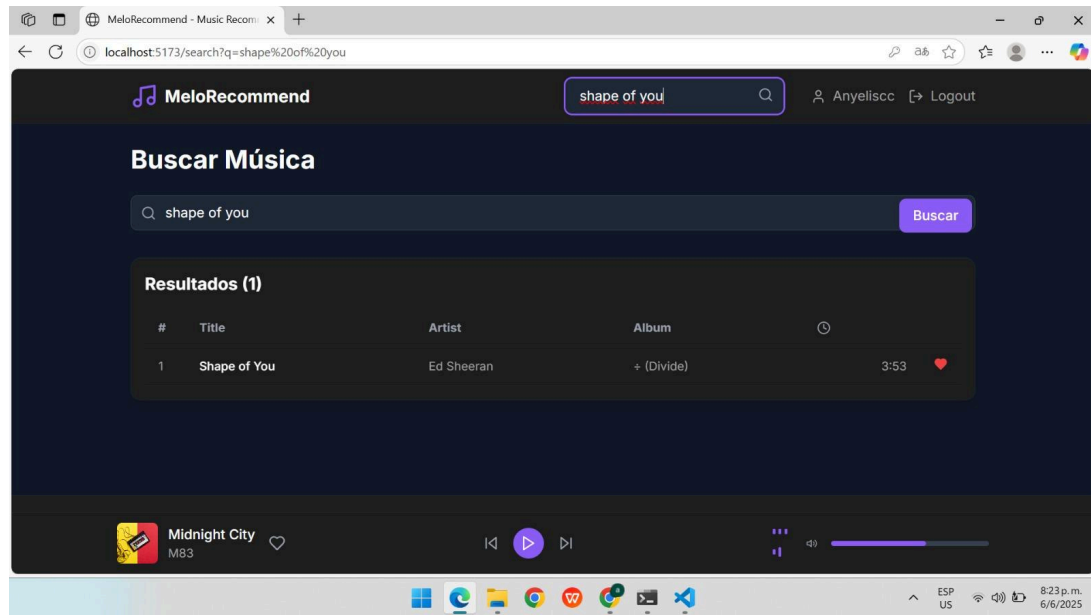 MeloRecommend - Music Recom
localhost:5173/search?q=shape%20of%20you
MeloRecommend
shape of you
Anyeliscc
Logout
Buscar Música
shape of you
Buscar
Resultados (1)
# Title Artist Album
1 Shape of You Ed Sheeran ÷ (Divide) 3:53
Midnight City
M83
ESP
US
8:23 p.m.
6/6/2025